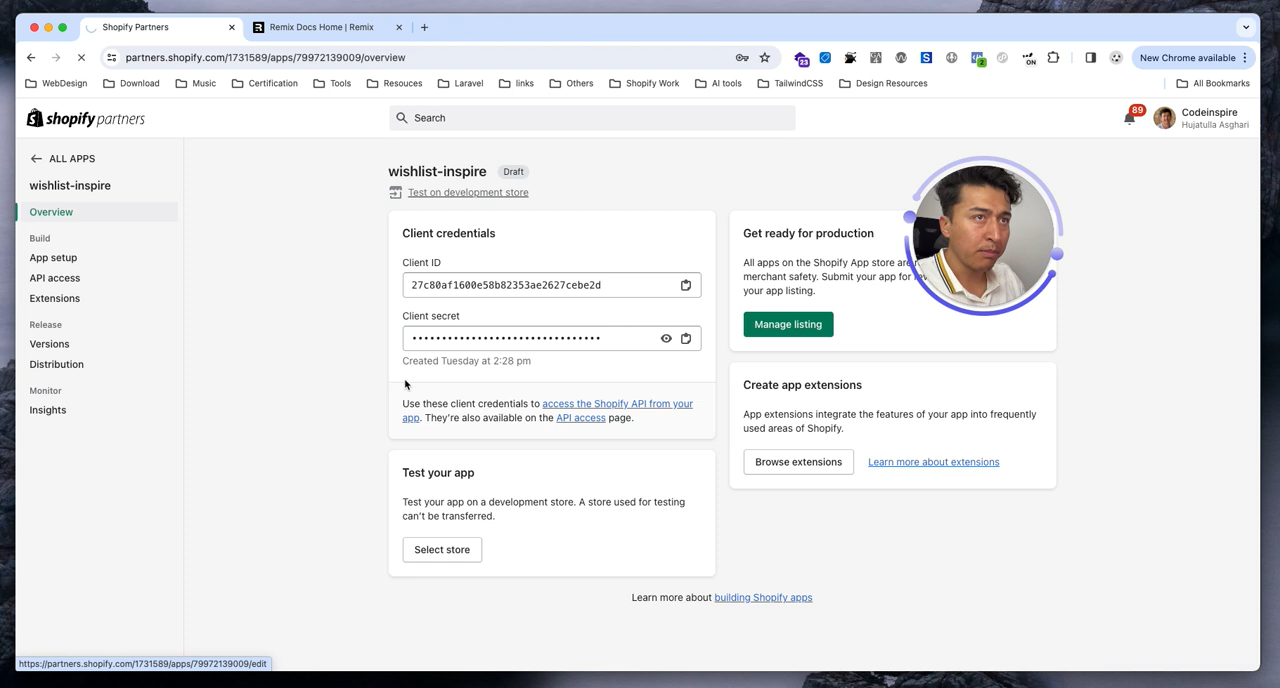 Shopify Partners
Remix Docs Home | Remix
partners.shopify.com/1731589/apps/79972139009/overview
23
2
ON
New Chrome available
WebDesign
Download
Music
Certification
Tools
Resouces
Laravel
links
Others
Shopify Work
AI tools
TailwindCSS
Design Resources
All Bookmarks
shopify partners
Search
89
Codeinspire
Hujatulla Asghari
ALL APPS
wishlist-inspire
Overview
Build
App setup
API access
Extensions
Release
Versions
Distribution
Monitor
Insights
wishlist-inspire
Draft
Test on development store
Client credentials
Client ID
27c80af1600e58b82353ae2627cebe2d
Client secret
•••••••••••••••••••••••••••••••
Created Tuesday at 2:28 pm
Use these client credentials to access the Shopify API from your
app. They're also available on the API access page.
Test your app
Test your app on a development store. A store used for testing
can't be transferred.
Select store
Get ready for production
All apps on the Shopify App store are
merchant safety. Submit your app for
your app listing.
Manage listing
Create app extensions
App extensions integrate the features of your app into frequently
used areas of Shopify.
Browse extensions
Learn more about extensions
Learn more about building Shopify apps
https://partners.shopify.com/1731589/apps/79972139009/edit